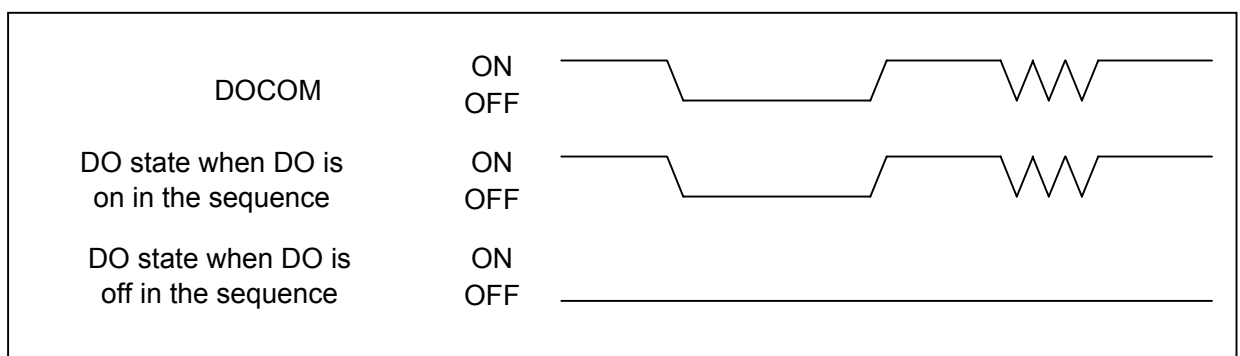 DOCOM
ON
OFF
DO state when DO is
on in the sequence
ON
OFF
DO state when DO is
off in the sequence
ON
OFF